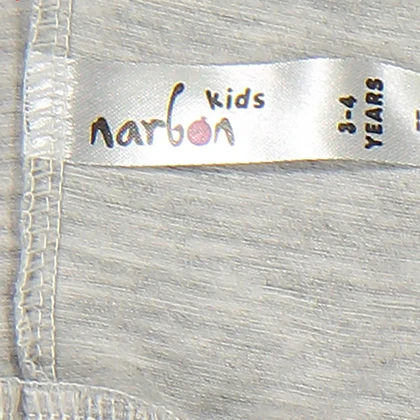 kids
narbon
3-4
YEARS